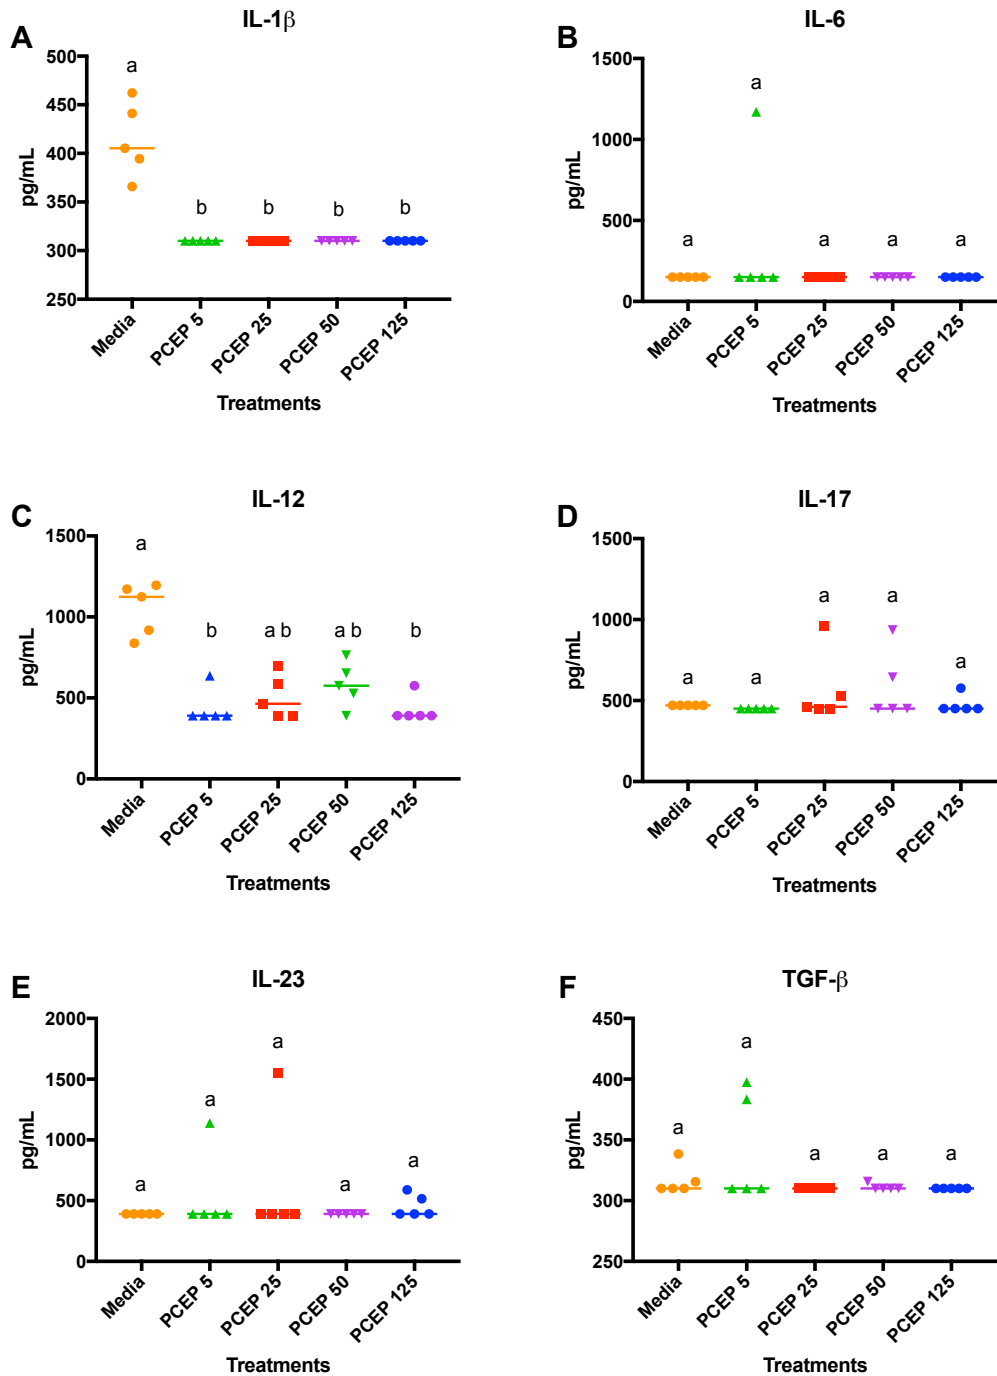 A
IL-1β
a
b
b
b
b
500
450
400
350
300
250
pg/mL
Media
PCEP 5
PCEP 25
PCEP 50
PCEP 125
Treatments
B
IL-6
a
a
a
a
a
1500
1000
500
0
pg/mL
Media
PCEP 5
PCEP 25
PCEP 50
PCEP 125
Treatments
C
IL-12
a
b
a b
a b
b
1500
1000
500
0
pg/mL
Media
PCEP 5
PCEP 25
PCEP 50
PCEP 125
Treatments
D
IL-17
a
a
a
a
a
1500
1000
500
0
pg/mL
Media
PCEP 5
PCEP 25
PCEP 50
PCEP 125
Treatments
E
IL-23
a
a
a
a
a
2000
1500
1000
500
0
pg/mL
Media
PCEP 5
PCEP 25
PCEP 50
PCEP 125
Treatments
F
TGF-β
a
a
a
a
a
450
400
350
300
250
pg/mL
Media
PCEP 5
PCEP 25
PCEP 50
PCEP 125
Treatments